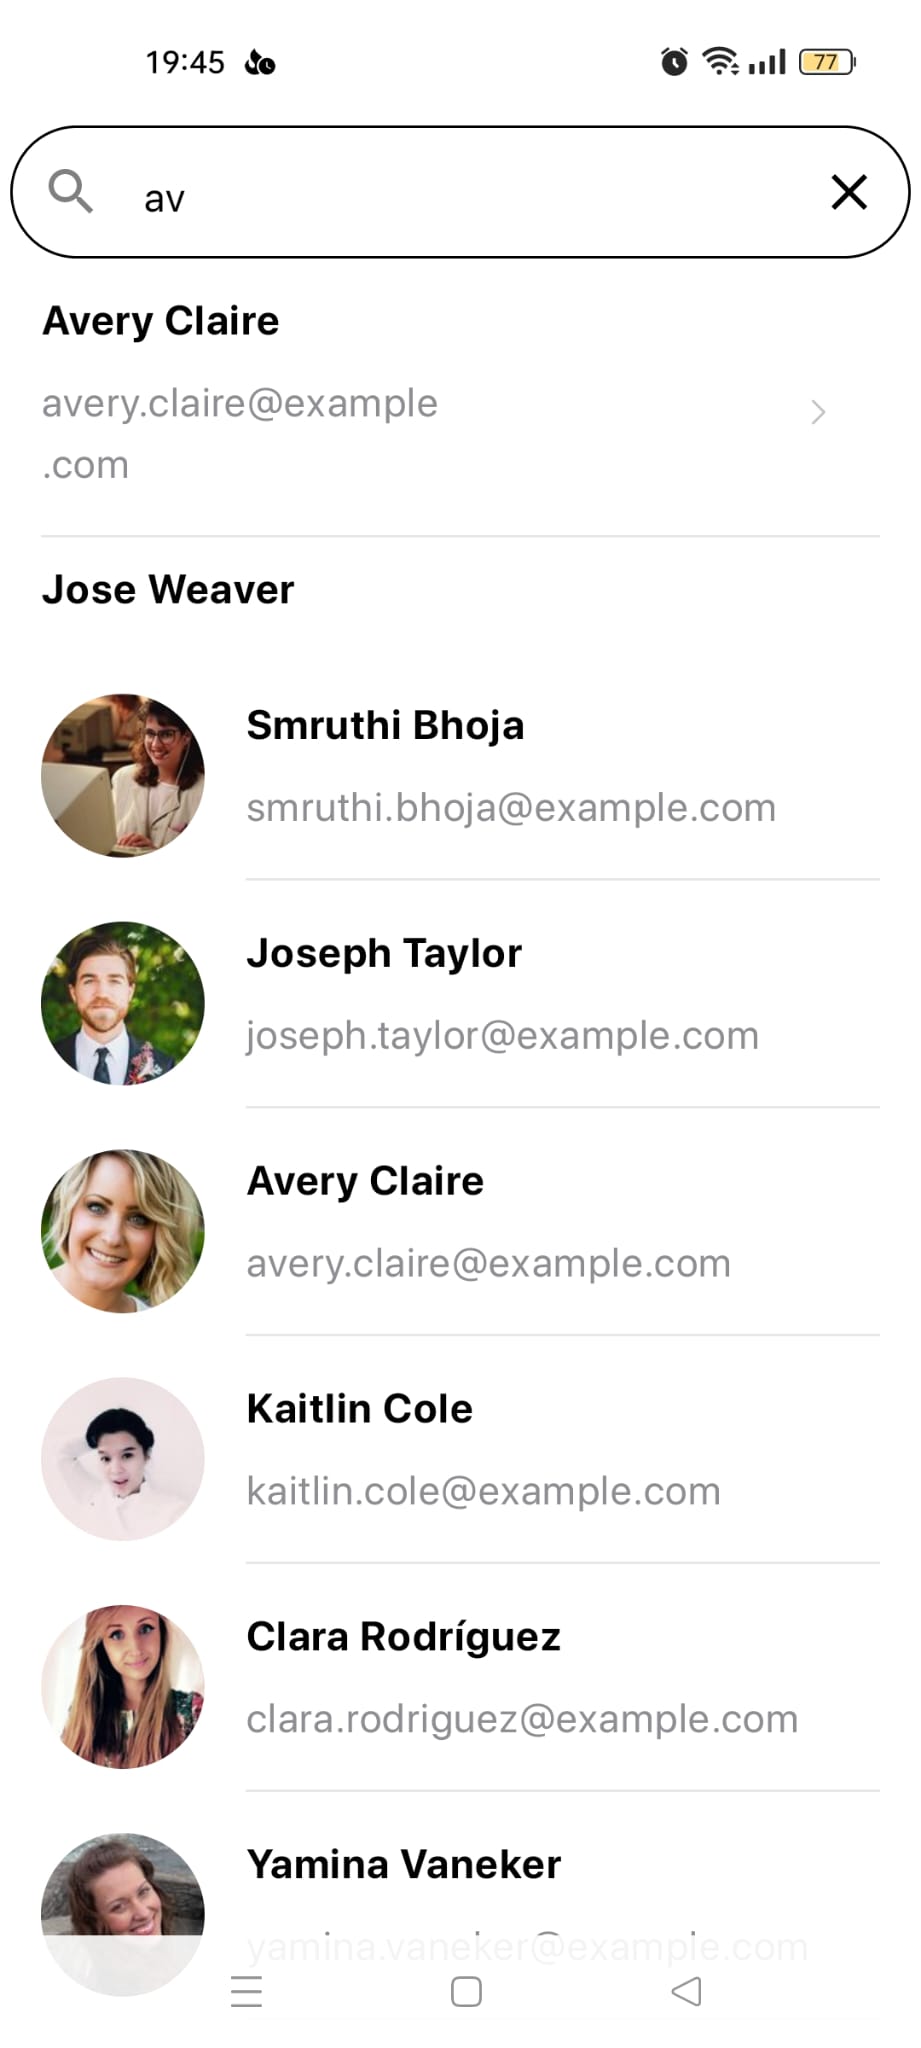 19:45
77
av
Avery Claire
avery.claire@example
.com
Jose Weaver
Smruthi Bhoja
smruthi.bhoja@example.com
Joseph Taylor
joseph.taylor@example.com
Avery Claire
avery.claire@example.com
Kaitlin Cole
kaitlin.cole@example.com
Clara Rodríguez
clara.rodriguez@example.com
Yamina Vaneker
yamina.vaneker@example.com